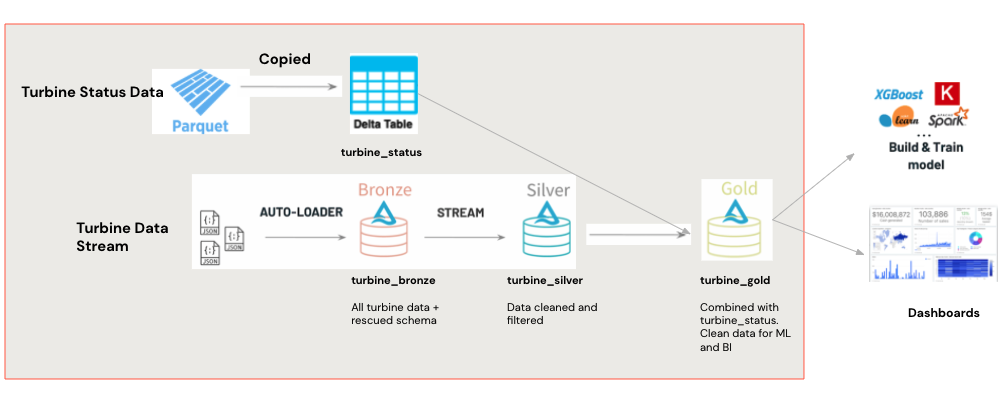 Copied
Turbine Status Data
Parquet
Delta Table
turbine_status
Turbine Data
Stream
{;}
JSON
{;}
JSON
{;}
JSON
AUTO-LOADER
Bronze
STREAM
Silver
Gold
turbine_bronze
All turbine data +
rescued schema
turbine_silver
Data cleaned and
filtered
turbine_gold
Combined with
turbine_status.
Clean data for ML
and BI
XGBoost
K
learn
Spark
...
Build & Train
model
$16,008,872
103,886
Dashboards